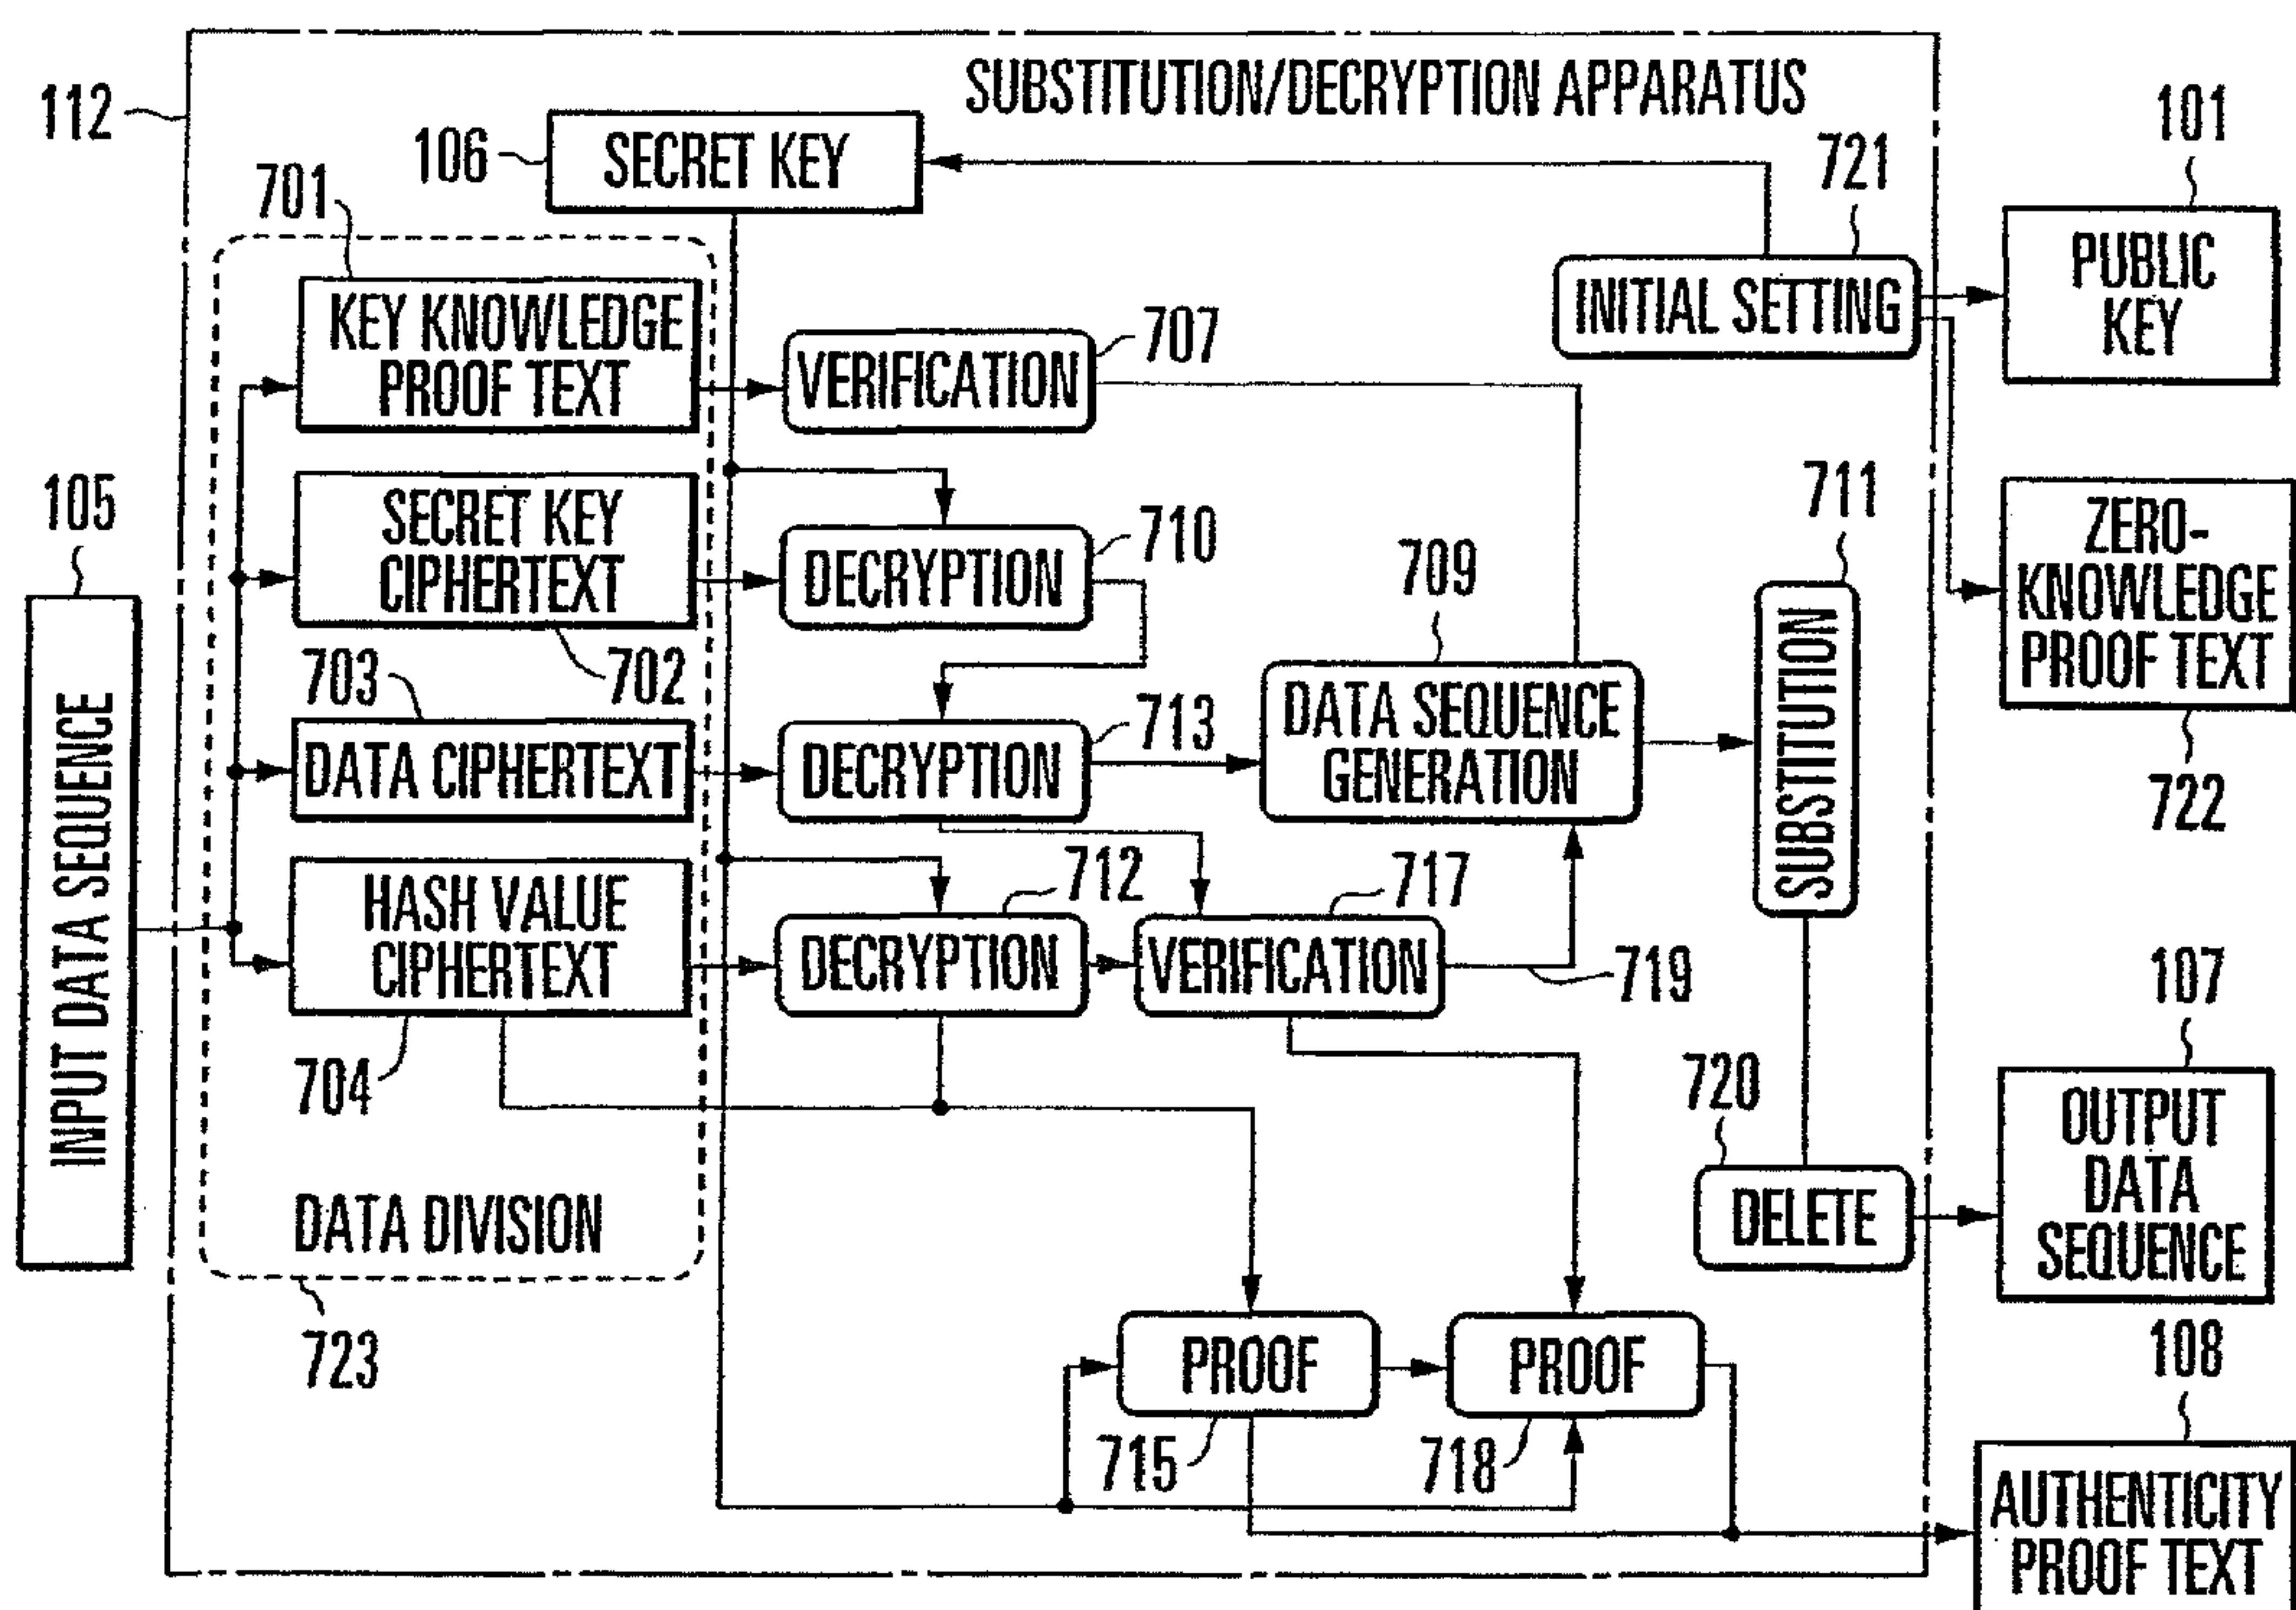 SUBSTITUTION/DECRYPTION APPARATUS
112
106
SECRET KEY
721
INITIAL SETTING
101
PUBLIC
KEY
701
KEY KNOWLEDGE
PROOF TEXT
VERIFICATION
707
105
INPUT DATA SEQUENCE
SECRET KEY
CIPHERTEXT
702
DECRYPTION
710
711
SUBSTITUTION
ZERO-
KNOWLEDGE
PROOF TEXT
722
703
DATA CIPHERTEXT
DECRYPTION
713
709
DATA SEQUENCE
GENERATION
HASH VALUE
CIPHERTEXT
704
712
DECRYPTION
717
VERIFICATION
719
720
DELETE
107
OUTPUT
DATA
SEQUENCE
DATA DIVISION
723
PROOF
715
PROOF
718
108
AUTHENTICITY
PROOF TEXT